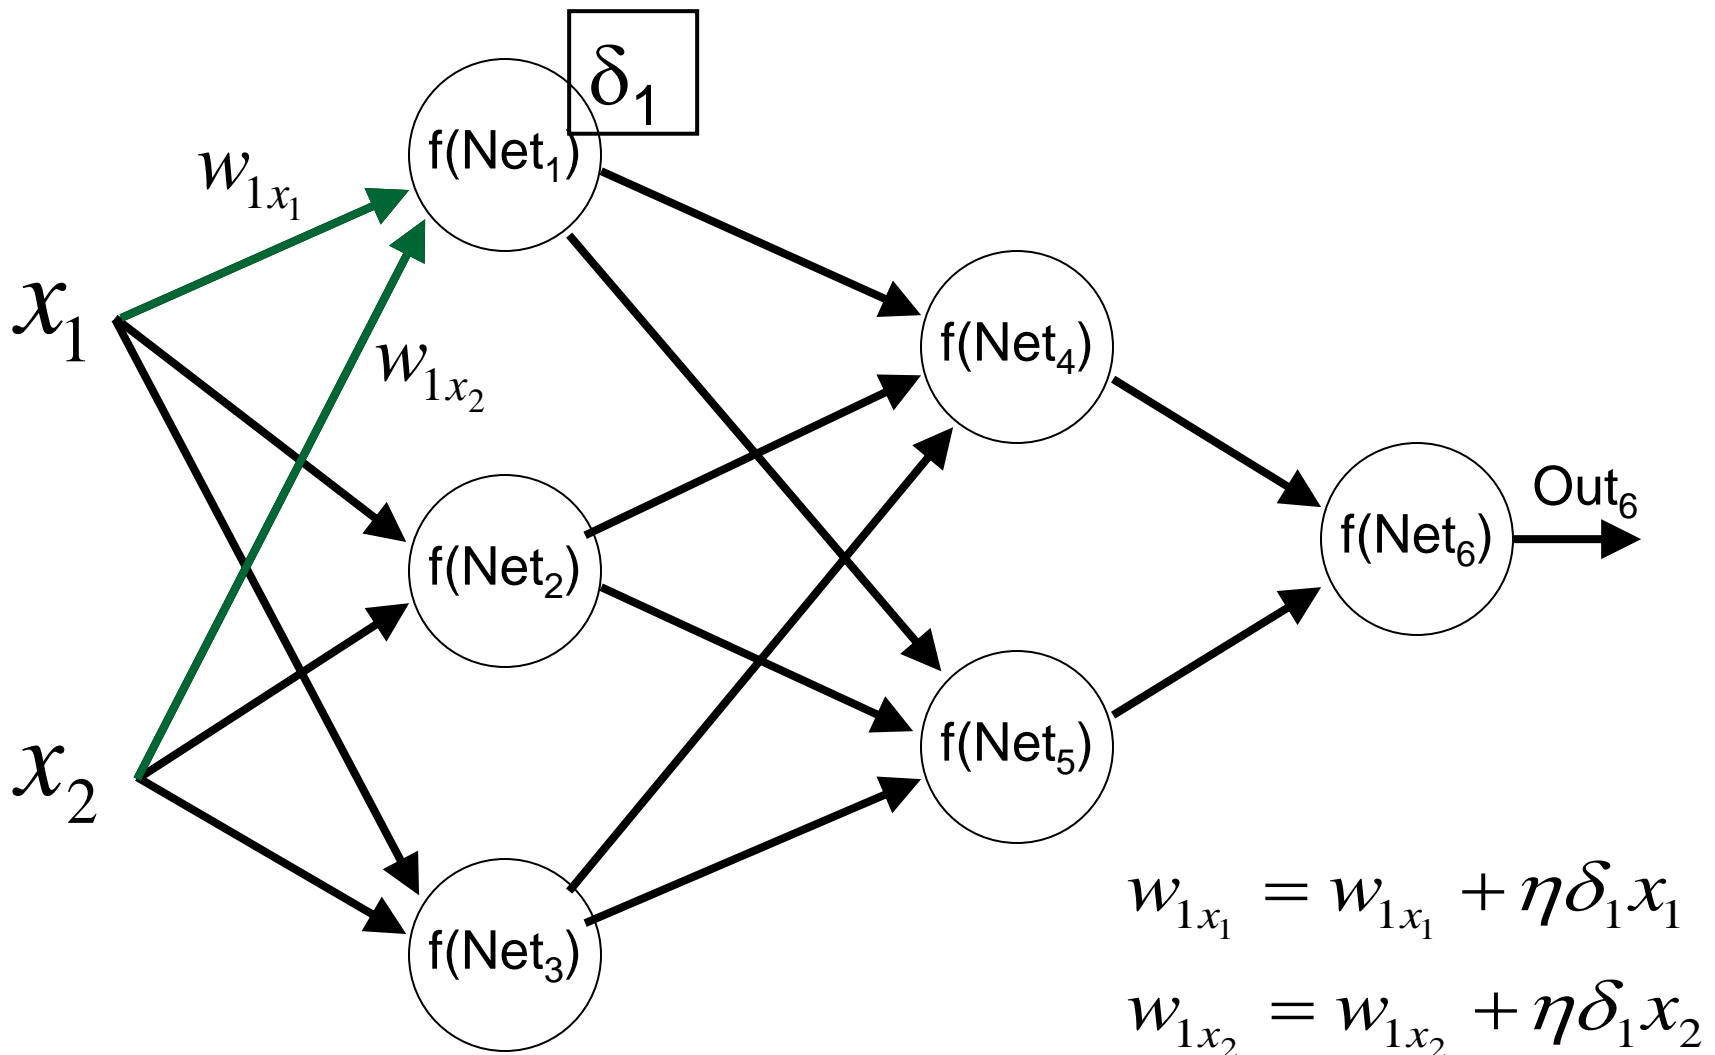 δ₁
f(Net₁)
w₁ₓ₁
x₁
w₁ₓ₂
f(Net₄)
Out₆
f(Net₂)
f(Net₆)
x₂
f(Net₅)
f(Net₃)
w₁ₓ₁ = w₁ₓ₁ + ηδ₁x₁
w₁ₓ₂ = w₁ₓ₂ + ηδ₁x₂